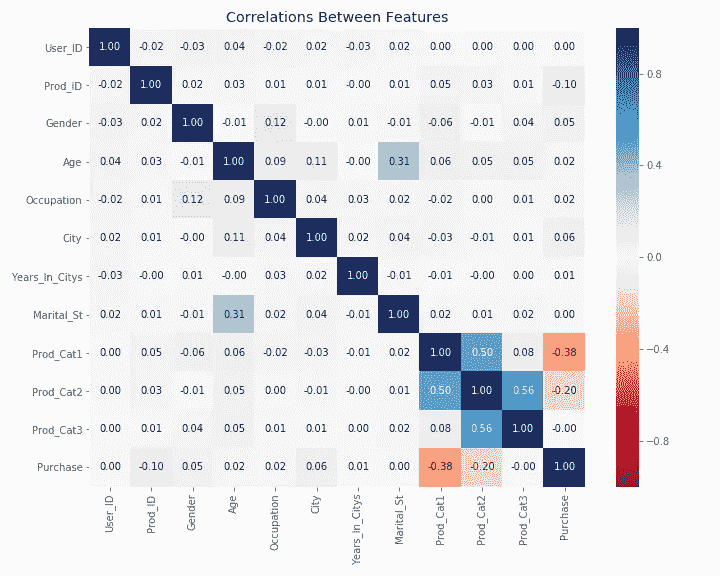 Correlations Between Features
User_ID 1.00 -0.02 -0.03 0.04 -0.02 0.02 -0.03 0.02 0.00 0.00 0.00 0.00
Prod_ID -0.02 1.00 0.02 0.03 0.01 0.01 -0.00 0.01 0.05 0.03 0.01 -0.10
Gender -0.03 0.02 1.00 -0.01 0.12 -0.00 0.01 -0.01 -0.06 -0.01 0.04 0.05
Age 0.04 0.03 -0.01 1.00 0.09 0.11 -0.00 0.31 0.06 0.05 0.05 0.02
Occupation -0.02 0.01 0.12 0.09 1.00 0.04 0.03 0.02 -0.02 0.00 0.01 0.02
City 0.02 0.01 -0.00 0.11 0.04 1.00 0.02 0.04 -0.03 -0.01 0.01 0.06
Years_In_Citys -0.03 -0.00 0.01 -0.00 0.03 0.02 1.00 -0.01 -0.01 -0.00 0.00 0.01
Marital_St 0.02 0.01 -0.01 0.31 0.02 0.04 -0.01 1.00 0.02 0.01 0.02 0.00
Prod_Cat1 0.00 0.05 -0.06 0.06 -0.02 -0.03 -0.01 0.02 1.00 0.50 0.08 -0.38
Prod_Cat2 0.00 0.03 -0.01 0.05 0.00 -0.01 -0.00 0.01 0.50 1.00 0.56 -0.20
Prod_Cat3 0.00 0.01 0.04 0.05 0.01 0.01 0.00 0.02 0.08 0.56 1.00 -0.00
Purchase 0.00 -0.10 0.05 0.02 0.02 0.06 0.01 0.00 -0.38 -0.20 -0.00 1.00
User_ID Prod_ID Gender Age Occupation City Years_In_Citys Marital_St Prod_Cat1 Prod_Cat2 Prod_Cat3 Purchase
0.8
0.4
0.0
−0.4
−0.8